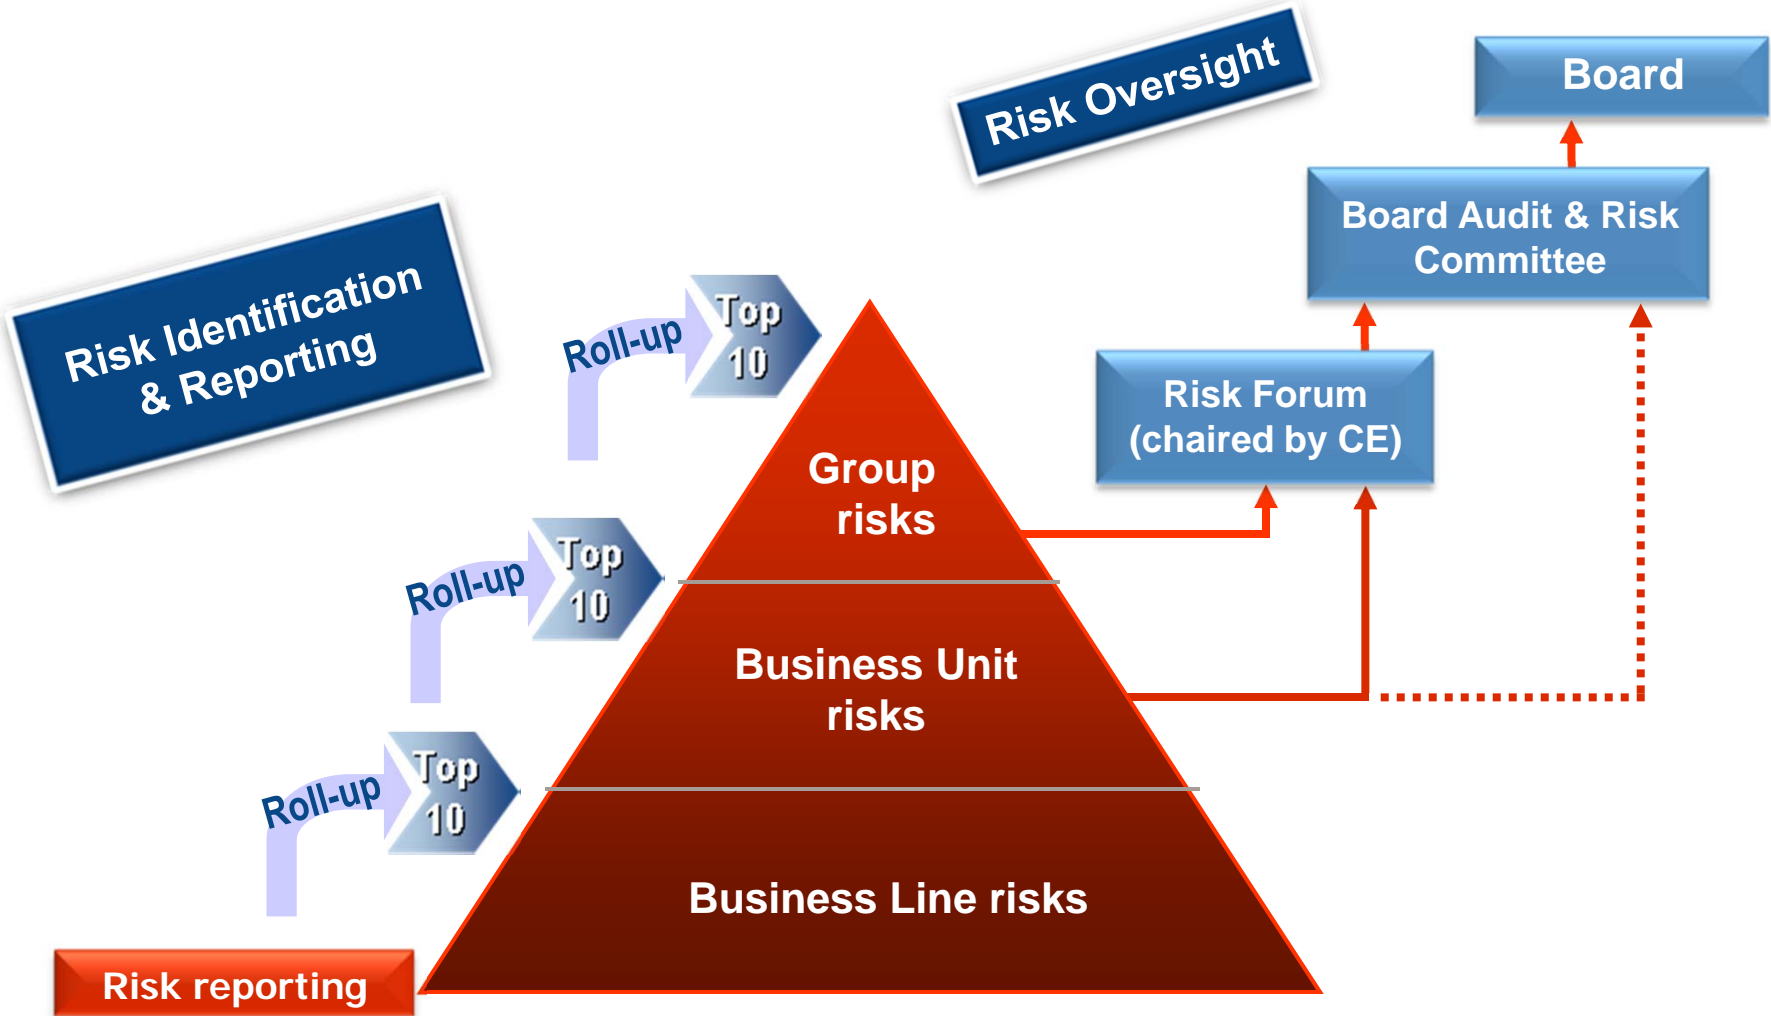 Risk Oversight
Board
Board Audit & Risk
Committee
Risk Identification
& Reporting
Roll-up
Top
10
Risk Forum
(chaired by CE)
Group
risks
Roll-up
Top
10
Business Unit
risks
Roll-up
Top
10
Business Line risks
Risk reporting